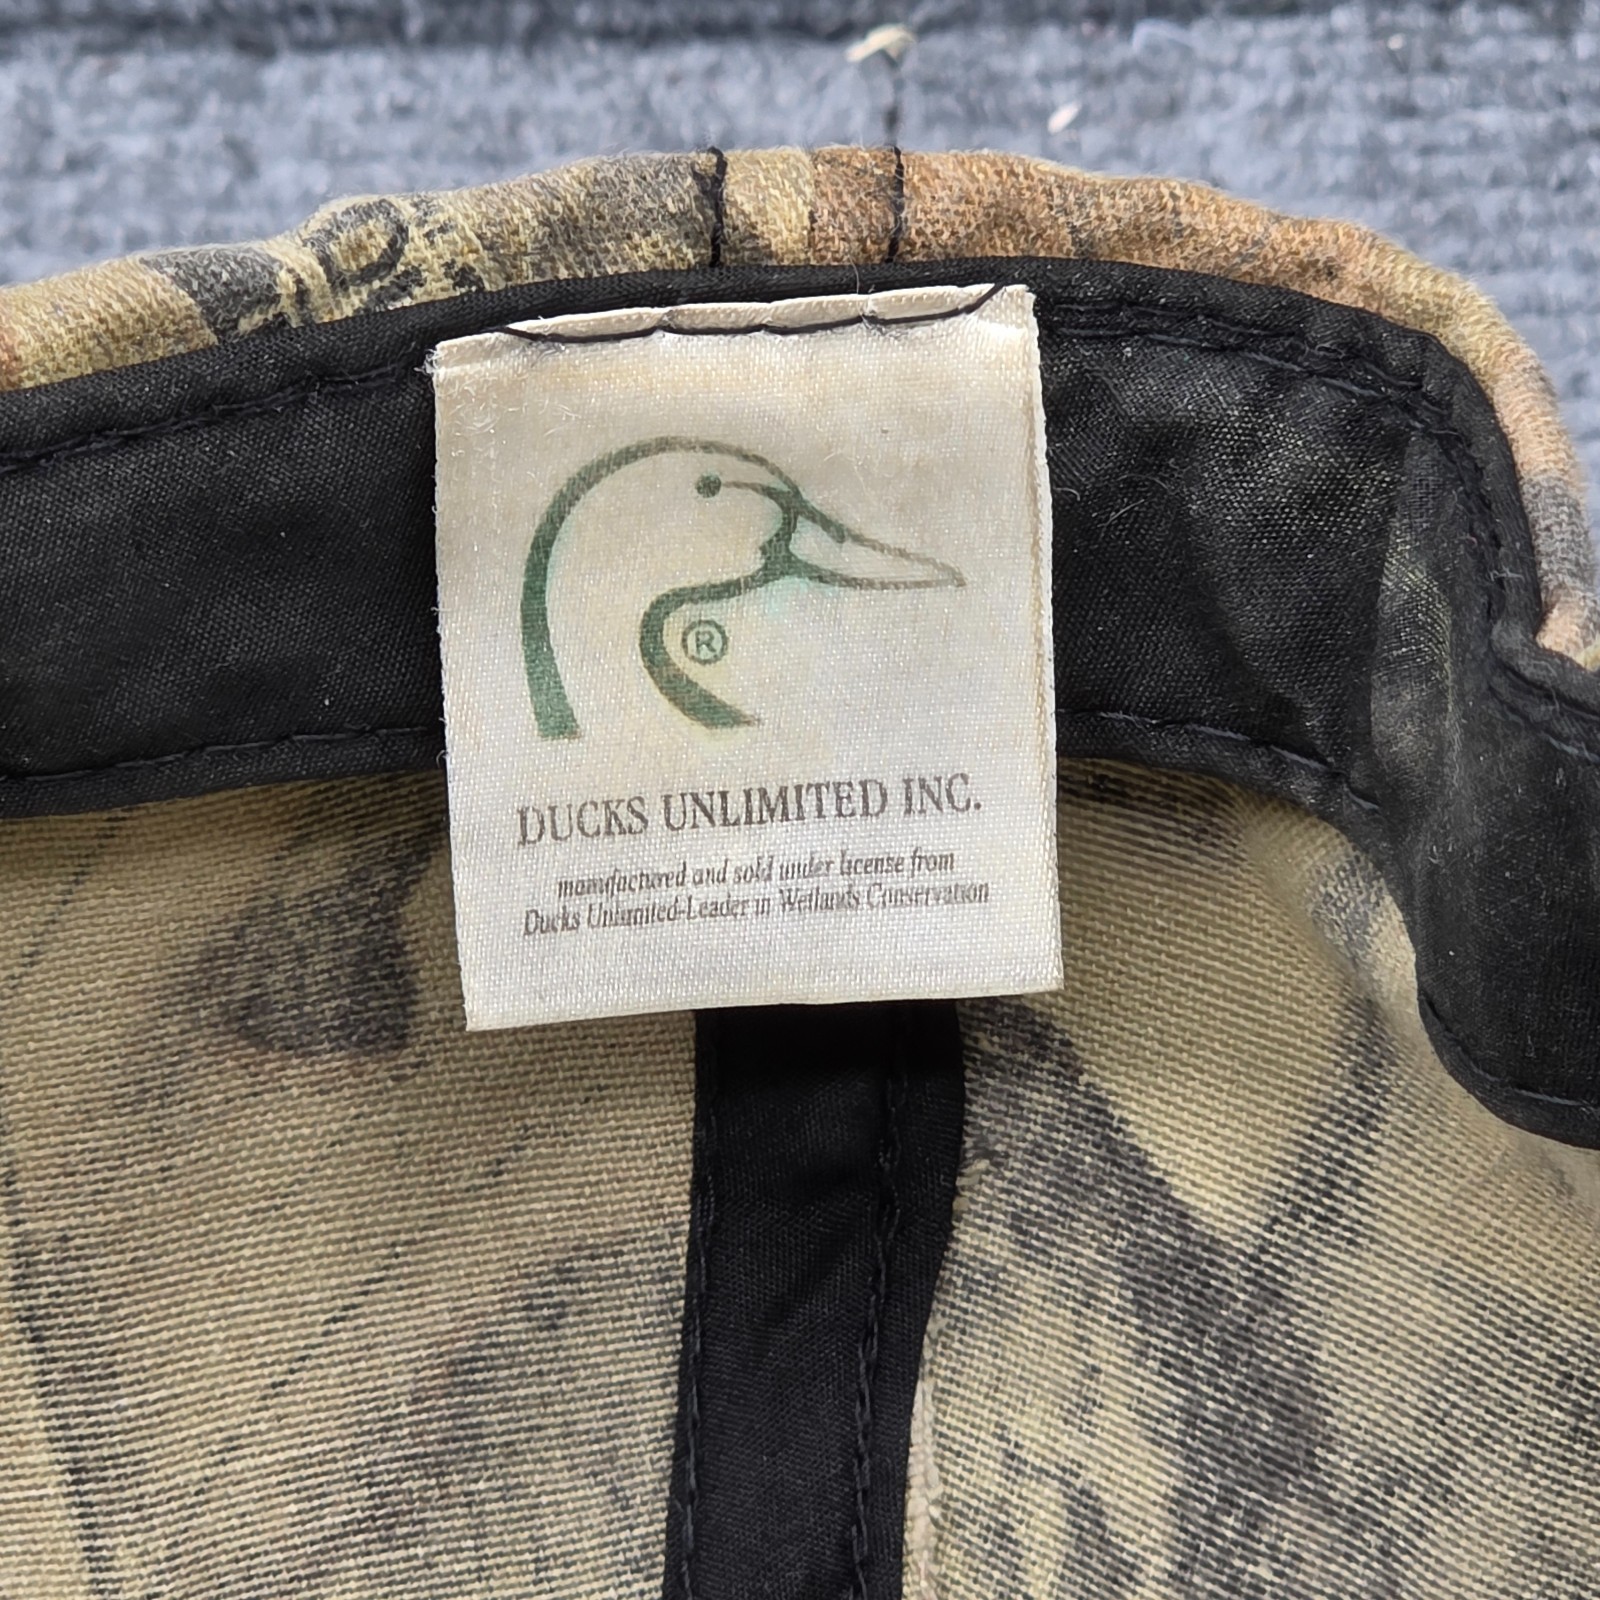 ®
DUCKS UNLIMITED INC.
manufactured and sold under license from
Ducks Unlimited-Leader in Wetlands Conservation